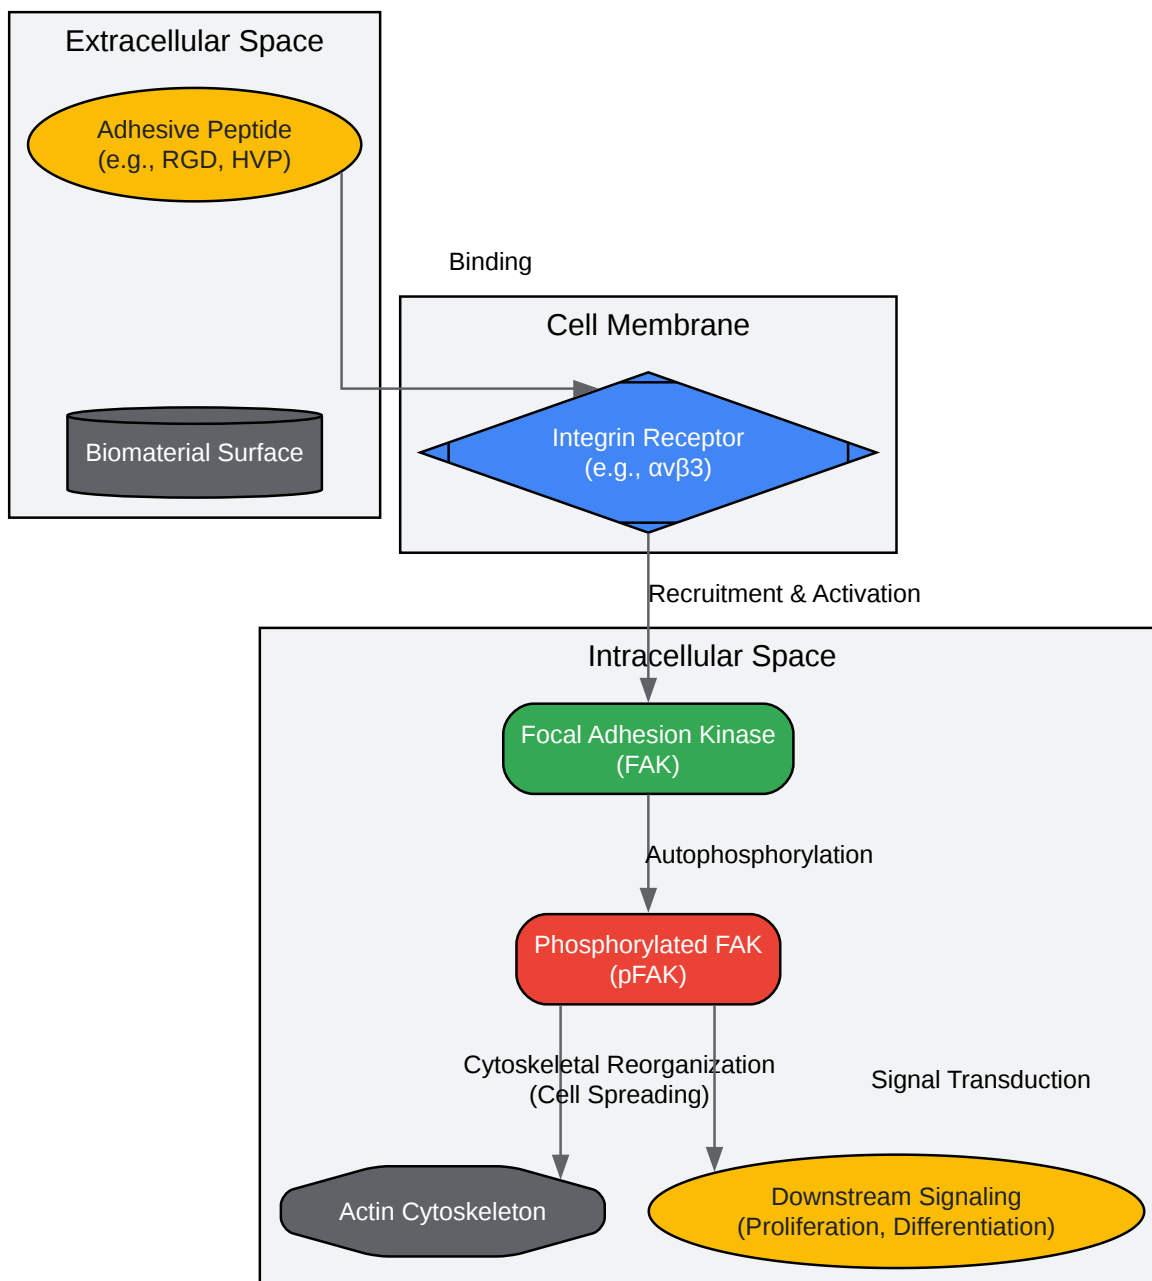 Extracellular Space
Adhesive Peptide
(e.g., RGD, HVP)
Binding
Cell Membrane
Integrin Receptor
(e.g., αvβ3)
Biomaterial Surface
Recruitment & Activation
Intracellular Space
Focal Adhesion Kinase
(FAK)
Autophosphorylation
Phosphorylated FAK
(pFAK)
Cytoskeletal Reorganization
(Cell Spreading)
Signal Transduction
Actin Cytoskeleton
Downstream Signaling
(Proliferation, Differentiation)